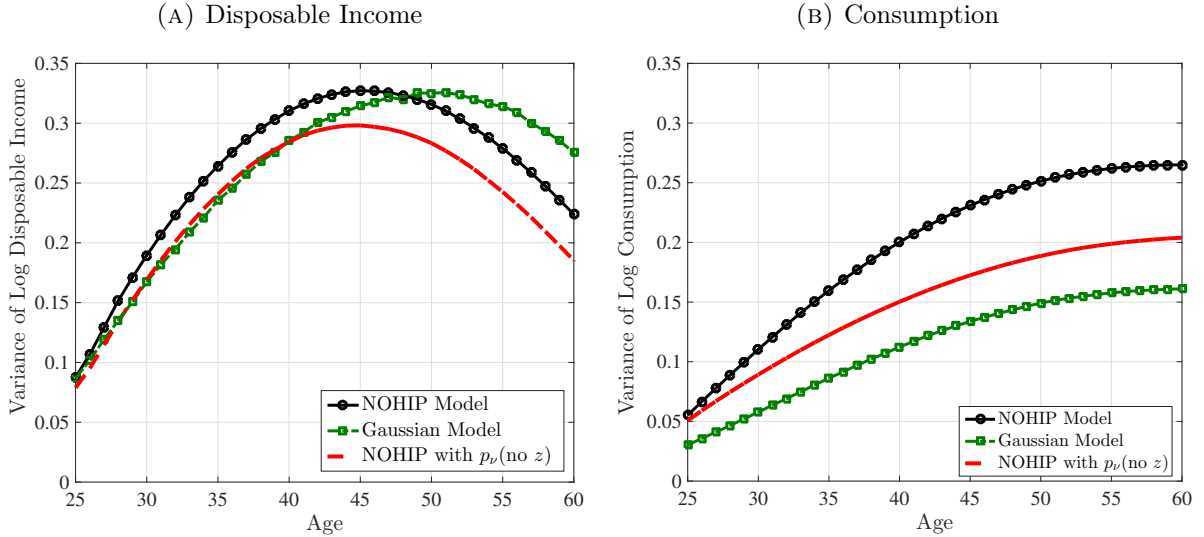 (A) Disposable Income
0.35
0.3
0.25
0.2
0.15
0.1
0.05
0
Variance of Log Disposable Income
NOHIP Model
Gaussian Model
NOHIP with p_ν(no z)
25 30 35 40 45 50 55 60
Age
(B) Consumption
0.35
0.3
0.25
0.2
0.15
0.1
0.05
0
Variance of Log Consumption
NOHIP Model
Gaussian Model
NOHIP with p_ν(no z)
25 30 35 40 45 50 55 60
Age